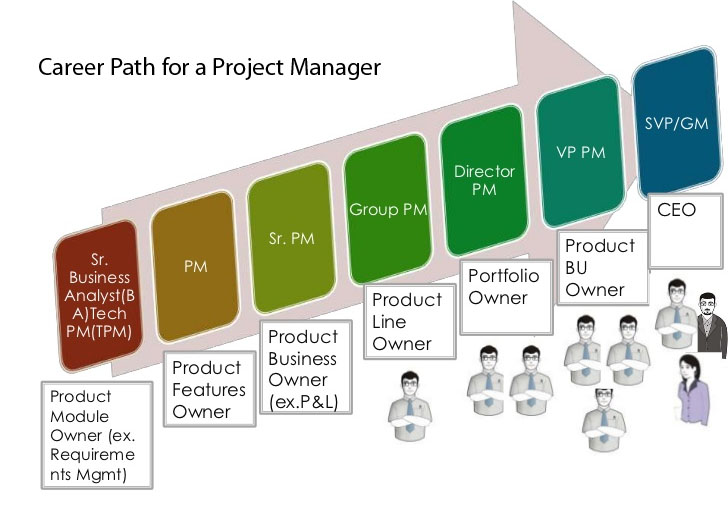 Career Path for a Project Manager
Sr.
Business
Analyst(B
A)Tech
PM(TPM)
PM
Sr. PM
Group PM
Director
PM
VP PM
SVP/GM
Product
Module
Owner (ex.
Requireme
nts Mgmt)
Product
Features
Owner
Product
Business
Owner
(ex.P&L)
Product
Line
Owner
Portfolio
Owner
Product
BU
Owner
CEO